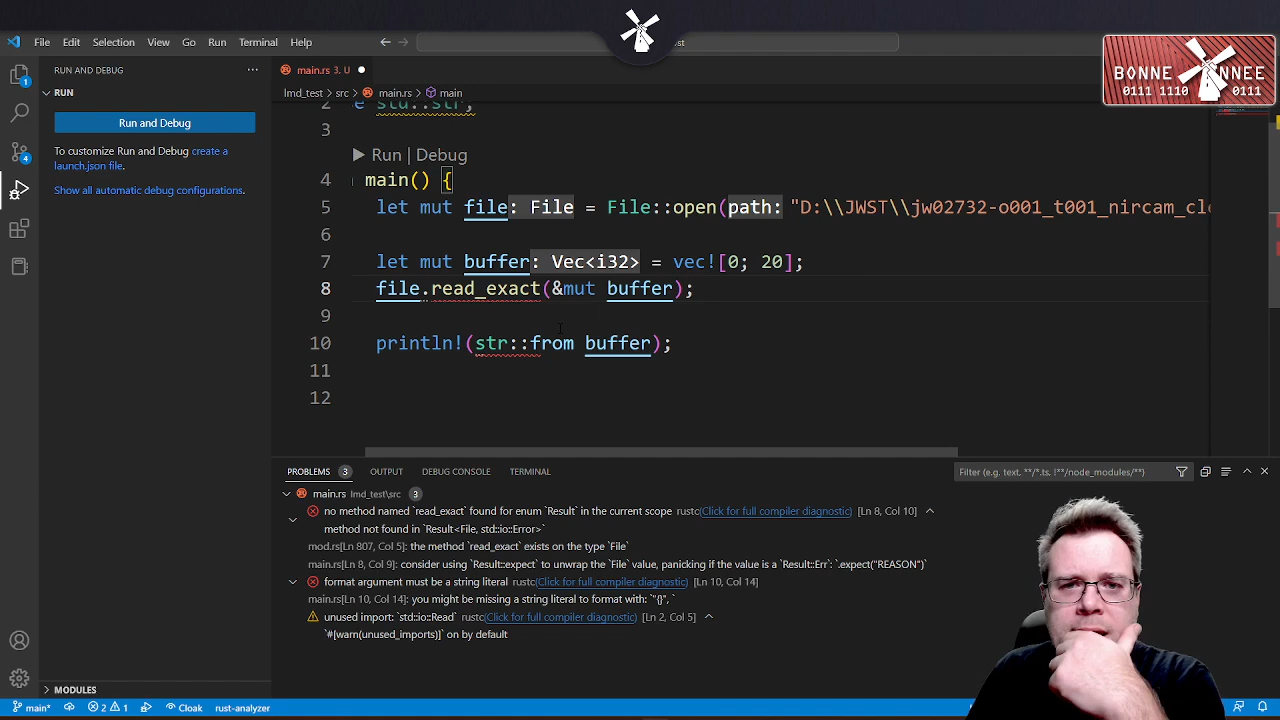 File Edit Selection View Go Run Terminal Help
st
BONNE ANNEE
0111 1110 0111
RUN AND DEBUG ···
RUN
Run and Debug
To customize Run and Debug create a
launch.json file.
Show all automatic debug configurations.
MODULES
main.rs 3, U
lmd_test > src > main.rs > main
2 e std::str;
3
Run | Debug
4 main() {
5 let mut file: File = File::open(path: "D:\\JWST\\jw02732-o001_t001_nircam_cle
6
7 let mut buffer: Vec<i32> = vec![0; 20];
8 file.read_exact(&mut buffer);
9
10 println!(str::from buffer);
11
12
PROBLEMS 3 OUTPUT DEBUG CONSOLE TERMINAL
Filter (e.g. text, **/*.ts, !**/node_modules/**)
main.rs lmd_test\src 3
no method named `read_exact` found for enum `Result` in the current scope rustc(Click for full compiler diagnostic) [Ln 8, Col 10]
method not found in `Result<File, std::io::Error>`
mod.rs[Ln 807, Col 5]: the method `read_exact` exists on the type `File`
main.rs[Ln 8, Col 9]: consider using `Result::expect` to unwrap the `File` value, panicking if the value is a `Result::Err`: `.expect("REASON")`
format argument must be a string literal rustc(Click for full compiler diagnostic) [Ln 10, Col 14]
main.rs[Ln 10, Col 14]: you might be missing a string literal to format with: `"{}", `
unused import: `std::io::Read` rustc(Click for full compiler diagnostic) [Ln 2, Col 5]
`#[warn(unused_imports)]` on by default
main* 2 1 Cloak rust-analyzer